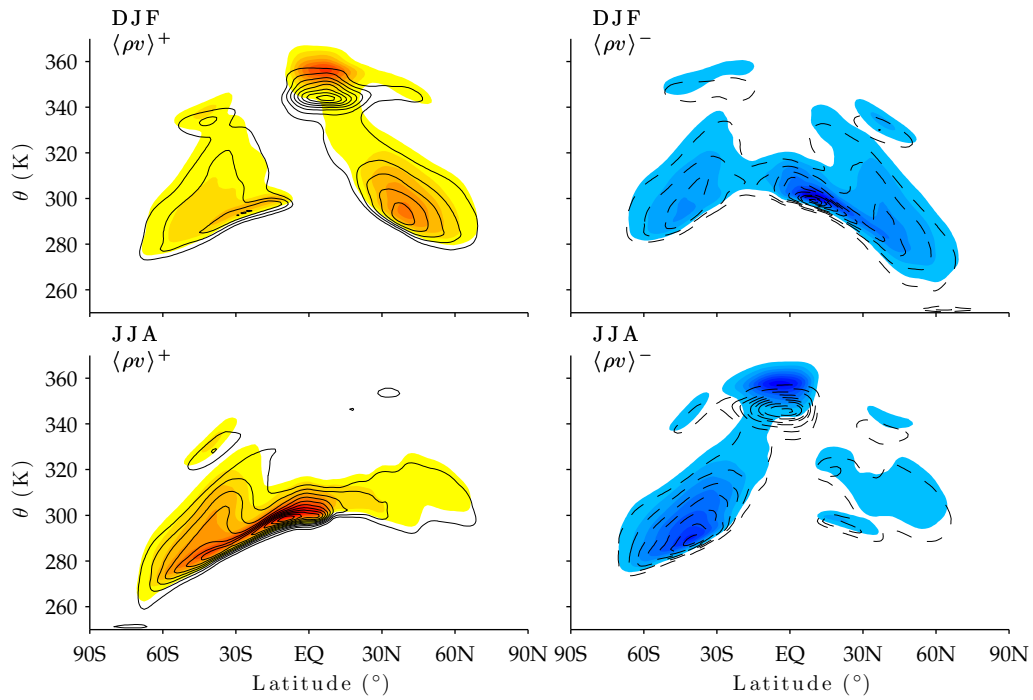 DJF
⟨ρv⟩⁺
DJF
⟨ρv⟩⁻
360
340
320
300
280
260
θ (K)
JJA
⟨ρv⟩⁺
JJA
⟨ρv⟩⁻
360
340
320
300
280
260
θ (K)
90S 60S 30S EQ 30N 60N 90N
90S 60S 30S EQ 30N 60N 90N
Latitude (°)
Latitude (°)